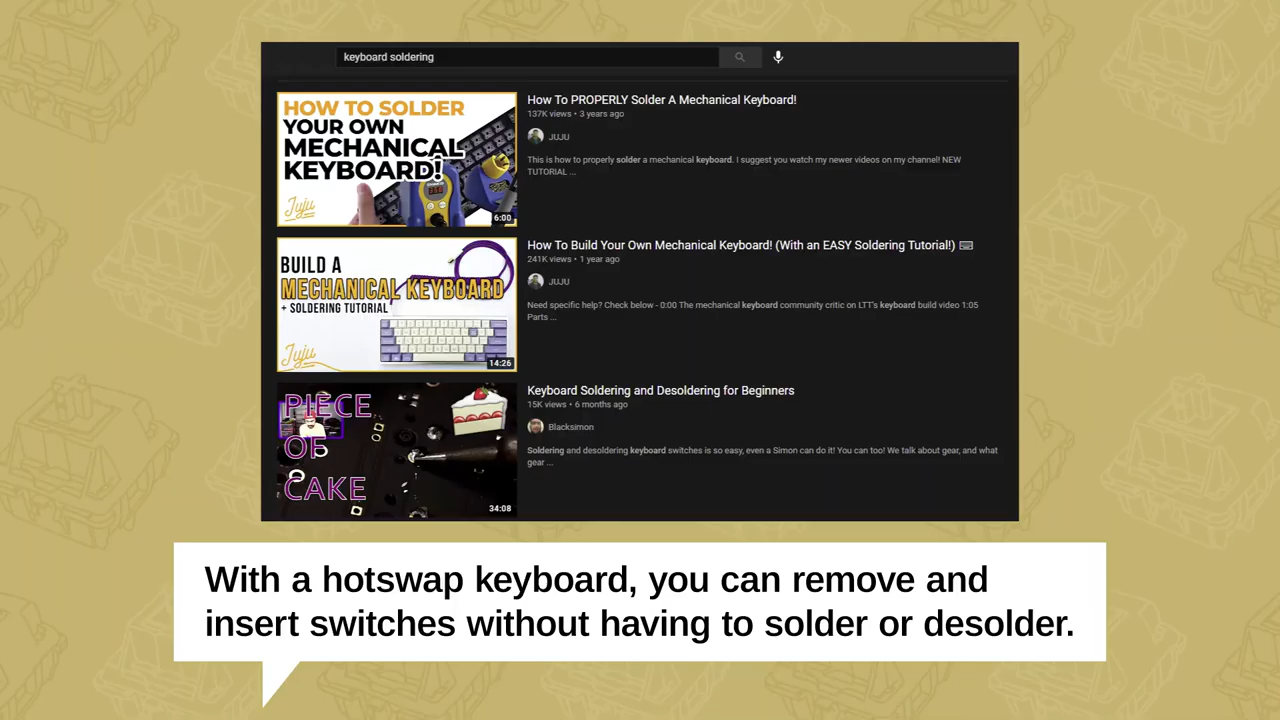 keyboard soldering
HOW TO SOLDER
YOUR OWN
MECHANICAL
KEYBOARD!
Juju
6:00
How To PROPERLY Solder A Mechanical Keyboard!
137K views • 3 years ago
JUJU
This is how to properly solder a mechanical keyboard. I suggest you watch my newer videos on my channel! NEW
TUTORIAL ...
BUILD A
MECHANICAL KEYBOARD
+ SOLDERING TUTORIAL
Juju
14:26
How To Build Your Own Mechanical Keyboard! (With an EASY Soldering Tutorial!) ⌨
241K views • 1 year ago
JUJU
Need specific help? Check below - 0:00 The mechanical keyboard community critic on LTT's keyboard build video 1:05
Parts ...
PIECE
OF
CAKE
34:08
Keyboard Soldering and Desoldering for Beginners
15K views • 6 months ago
Blacksimon
Soldering and desoldering keyboard switches is so easy, even a Simon can do it! You can too! We talk about gear, and what
gear ...
With a hotswap keyboard, you can remove and
insert switches without having to solder or desolder.